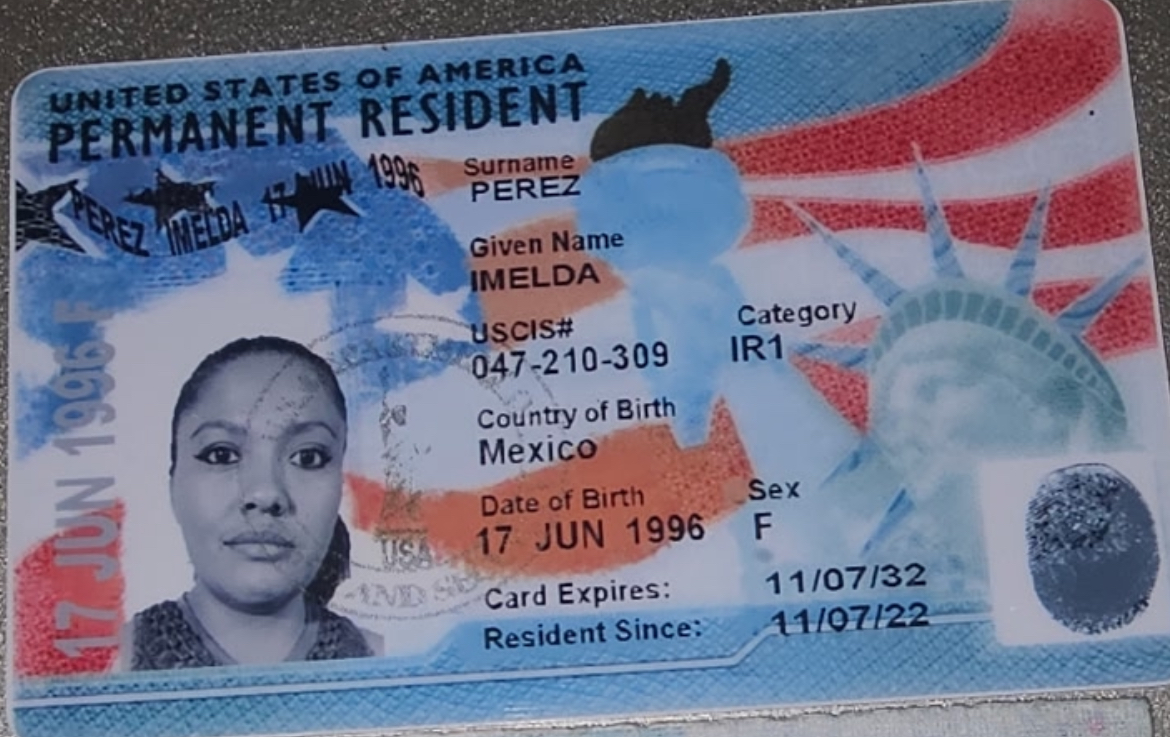 UNITED STATES OF AMERICA
PERMANENT RESIDENT
PEREZ IMELDA 17 JUN 1996
Surname
PEREZ
Given Name
IMELDA
USCIS#
047-210-309
Category
IR1
Country of Birth
Mexico
Date of Birth
17 JUN 1996
Sex
F
Card Expires:
11/07/32
Resident Since:
11/07/22
17 JUN 1996 F
USA